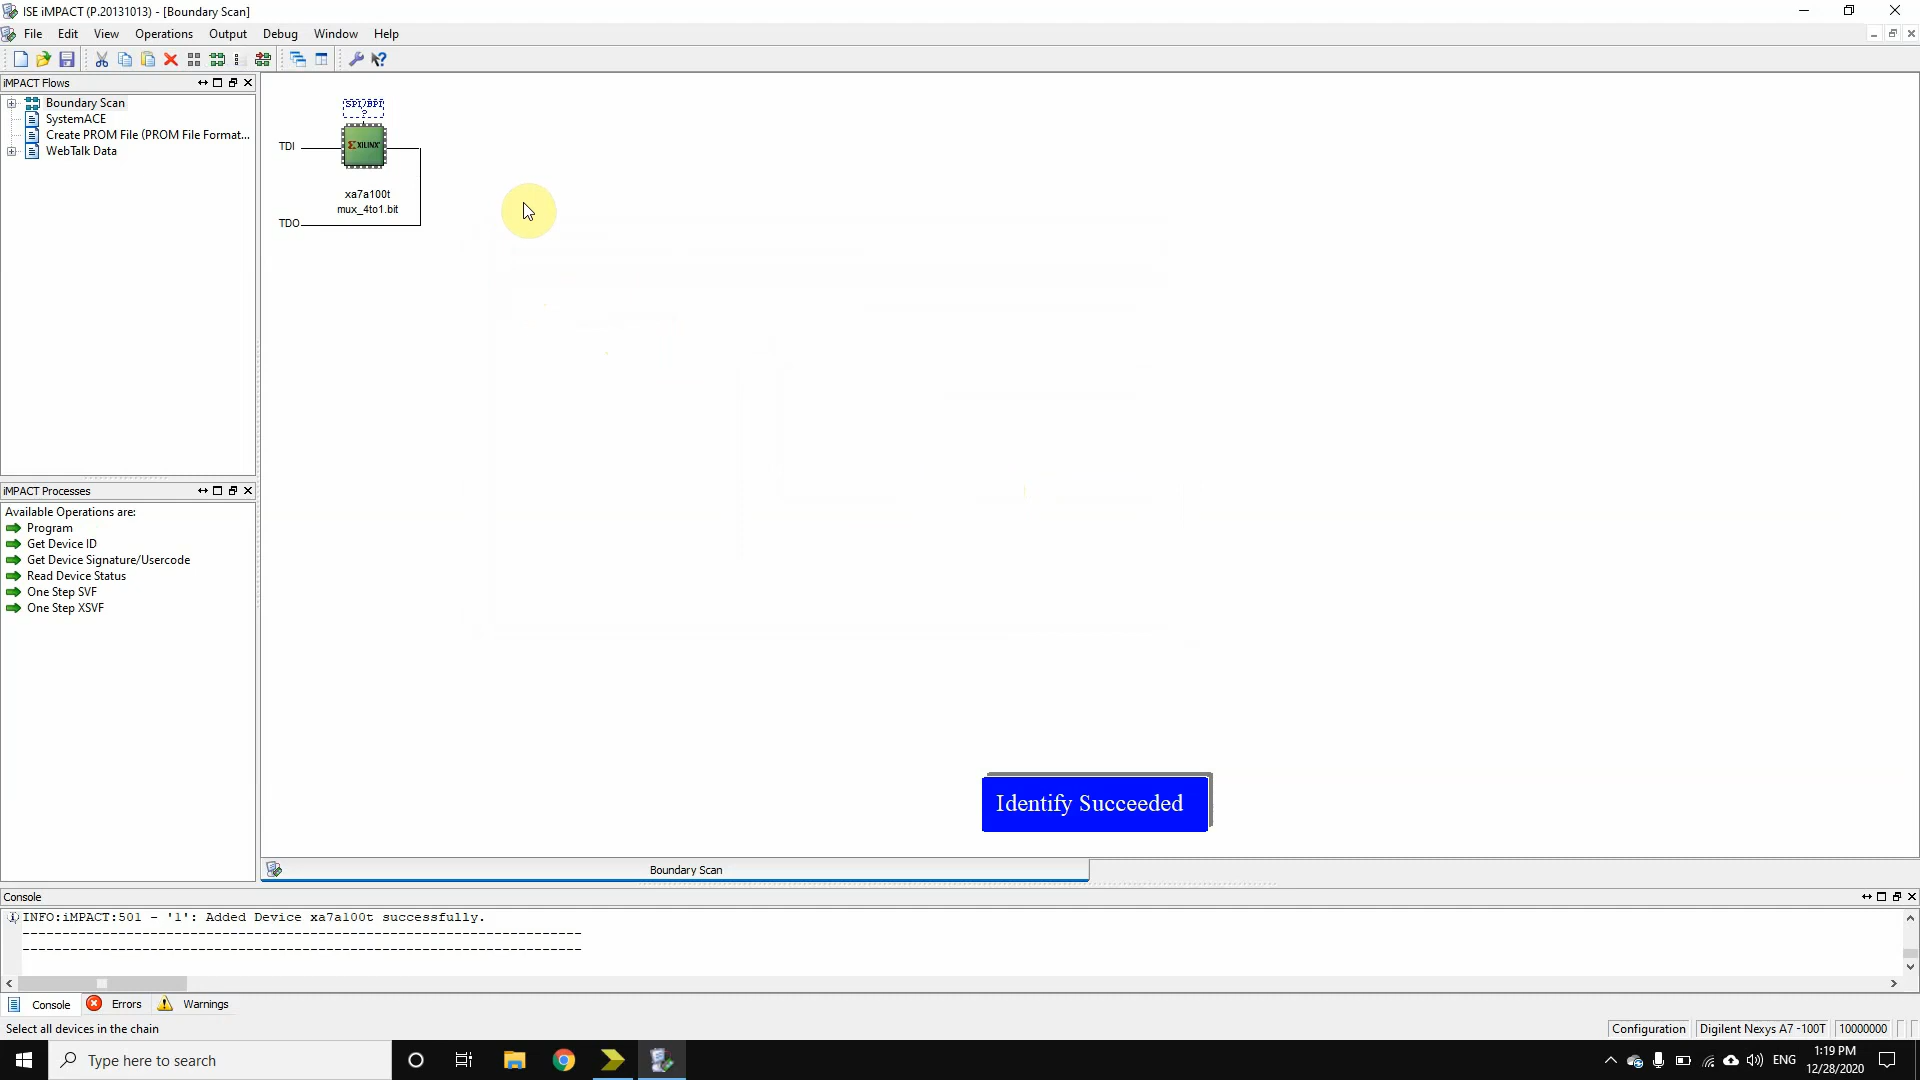 ISE iMPACT (P.20131013) - [Boundary Scan]
File Edit View Operations Output Debug Window Help
iMPACT Flows
Boundary Scan
SystemACE
Create PROM File (PROM File Format...
WebTalk Data
SPI/BPI
?
TDI
XILINX
xa7a100t
mux_4to1.bit
TDO
iMPACT Processes
Available Operations are:
Program
Get Device ID
Get Device Signature/Usercode
Read Device Status
One Step SVF
One Step XSVF
Identify Succeeded
Boundary Scan
Console
INFO:iMPACT:501 - '1': Added Device xa7a100t successfully.
----------------------------------------------------------------------
----------------------------------------------------------------------
Console Errors Warnings
Select all devices in the chain
Configuration Digilent Nexys A7 -100T 10000000
Type here to search
ENG
1:19 PM
12/28/2020